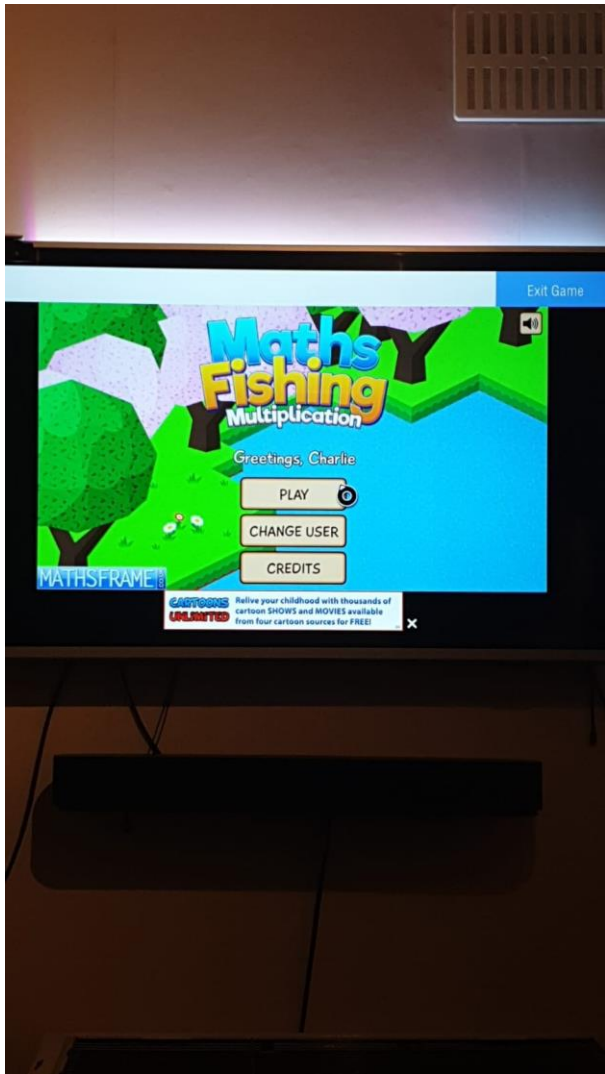 Exit Game
Maths
Fishing
Multiplication
Greetings, Charlie
PLAY
CHANGE USER
CREDITS
MATHSFRAME
CARTOONS
UNLIMITED
Relive your childhood with thousands of
cartoon SHOWS and MOVIES available
from four cartoon sources for FREE!